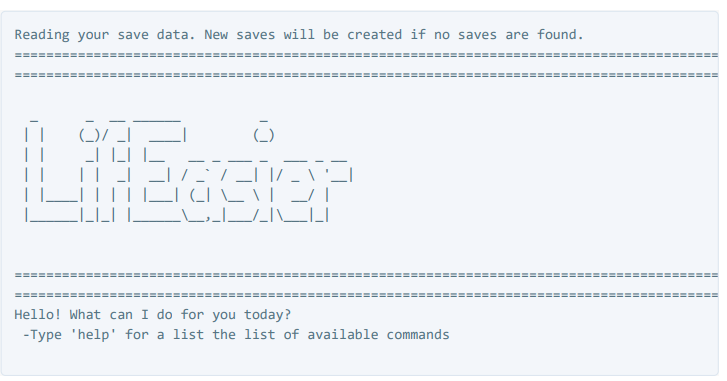 Reading your save data. New saves will be created if no saves are found.
LifEasier
Hello! What can I do for you today?
-Type 'help' for a list the list of available commands